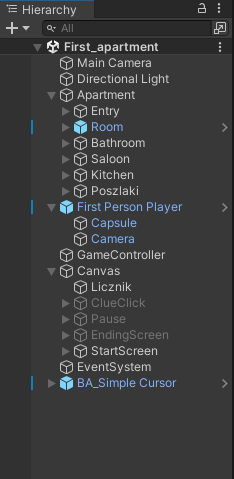 Hierarchy
All
First_apartment
Main Camera
Directional Light
Apartment
Entry
Room
Bathroom
Saloon
Kitchen
Poszlaki
First Person Player
Capsule
Camera
GameController
Canvas
Licznik
ClueClick
Pause
EndingScreen
StartScreen
EventSystem
BA_Simple Cursor